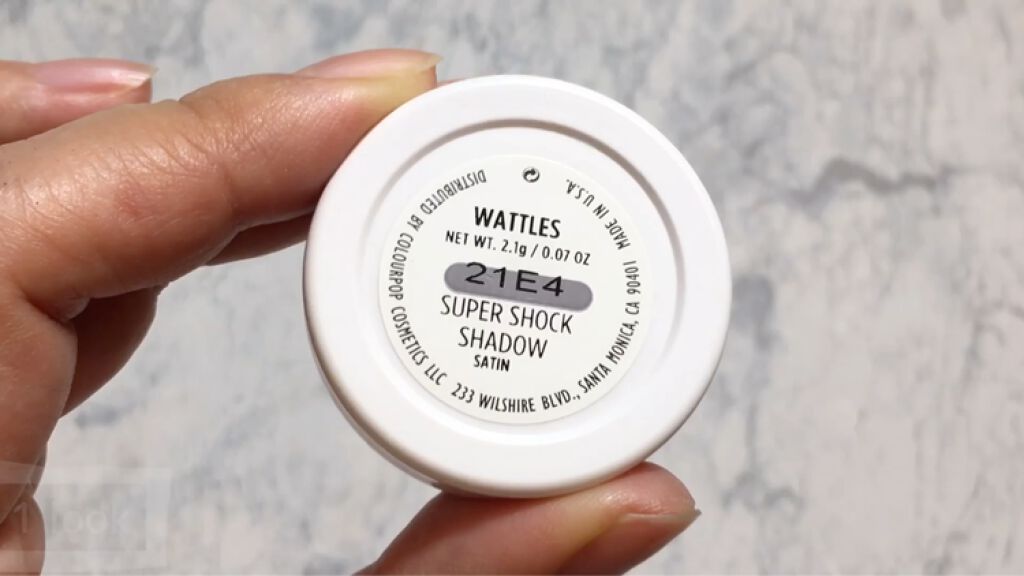 WATTLES
NET WT. 2.1g / 0.07 OZ
21E4
SUPER SHOCK
SHADOW
SATIN
DISTRIBUTED BY COLOURPOP COSMETICS LLC 233 WILSHIRE BLVD., SANTA MONICA, CA 90401 MADE IN U.S.A.